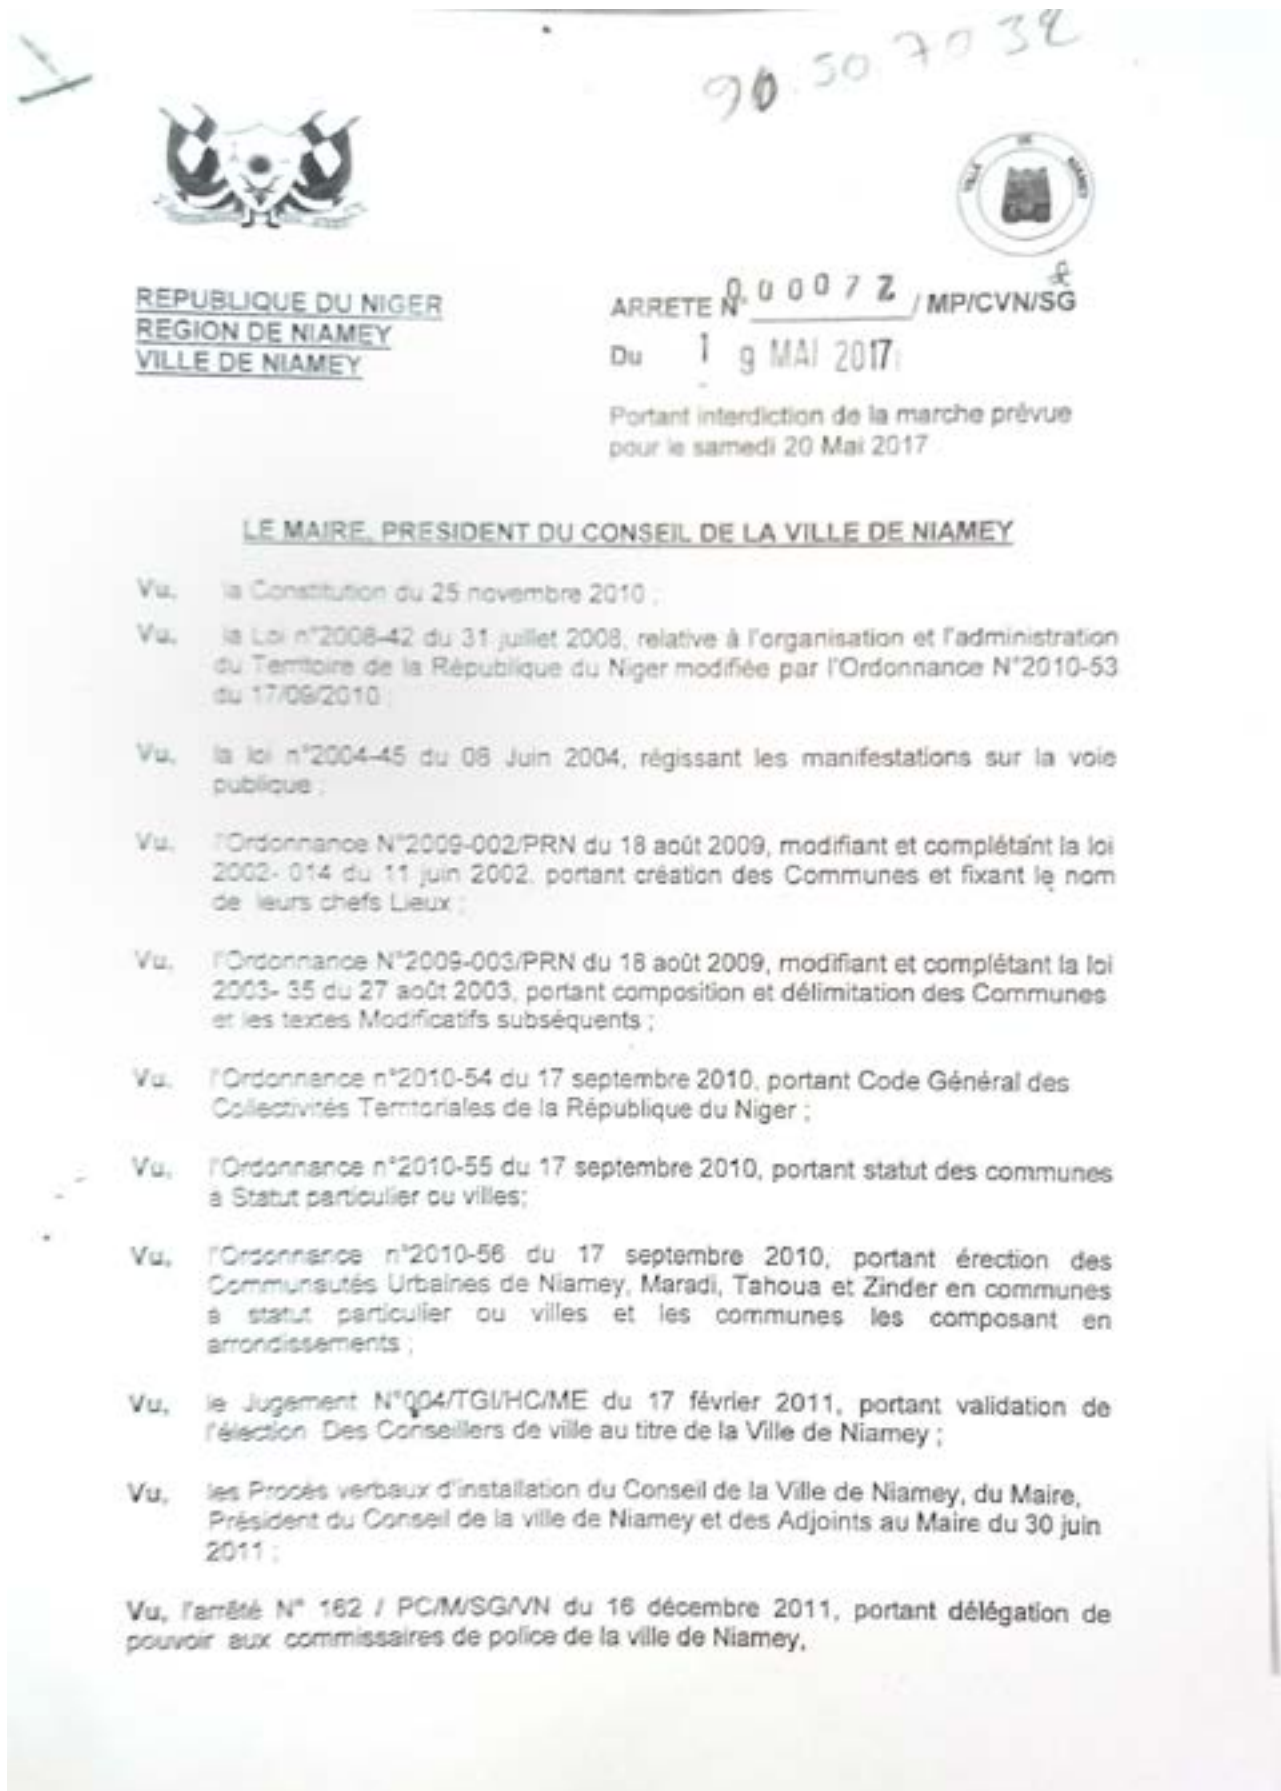 90.50.70 32
VILLE DE NIAMEY
REPUBLIQUE DU NIGER
REGION DE NIAMEY
VILLE DE NIAMEY
ARRETE N° 000072 / MP/CVN/SG
Du 19 MAI 2017
Portant interdiction de la marche prévue
pour le samedi 20 Mai 2017
LE MAIRE, PRESIDENT DU CONSEIL DE LA VILLE DE NIAMEY
Vu, la Constitution du 25 novembre 2010 ;
Vu, la Loi n°2008-42 du 31 juillet 2008, relative à l'organisation et l'administration
du Territoire de la République du Niger modifiée par l'Ordonnance N°2010-53
du 17/09/2010 ;
Vu, la loi n°2004-45 du 08 Juin 2004, régissant les manifestations sur la voie
publique ;
Vu, l'Ordonnance N°2009-002/PRN du 18 août 2009, modifiant et complétaint la loi
2002- 014 du 11 juin 2002, portant création des Communes et fixant le nom
de leurs chefs Lieux ;
Vu, l'Ordonnance N°2009-003/PRN du 18 août 2009, modifiant et complétant la loi
2003- 35 du 27 août 2003, portant composition et délimitation des Communes
et les textes Modificatifs subséquents ;
Vu, l'Ordonnance n°2010-54 du 17 septembre 2010, portant Code Général des
Collectivités Territoriales de la République du Niger ;
Vu, l'Ordonnance n°2010-55 du 17 septembre 2010, portant statut des communes
à Statut particulier ou villes;
Vu, l'Ordonnance n°2010-56 du 17 septembre 2010, portant érection des
Communautés Urbaines de Niamey, Maradi, Tahoua et Zinder en communes
à statut particulier ou villes et les communes les composant en
arrondissements ;
Vu, le Jugement N°004/TGI/HC/ME du 17 février 2011, portant validation de
l'élection Des Conseillers de ville au titre de la Ville de Niamey ;
Vu, les Procès verbaux d'installation du Conseil de la Ville de Niamey, du Maire,
Président du Conseil de la ville de Niamey et des Adjoints au Maire du 30 juin
2011 ;
Vu, l'arrêté N° 162 / PC/M/SG/VN du 16 décembre 2011, portant délégation de
pouvoir aux commissaires de police de la ville de Niamey,